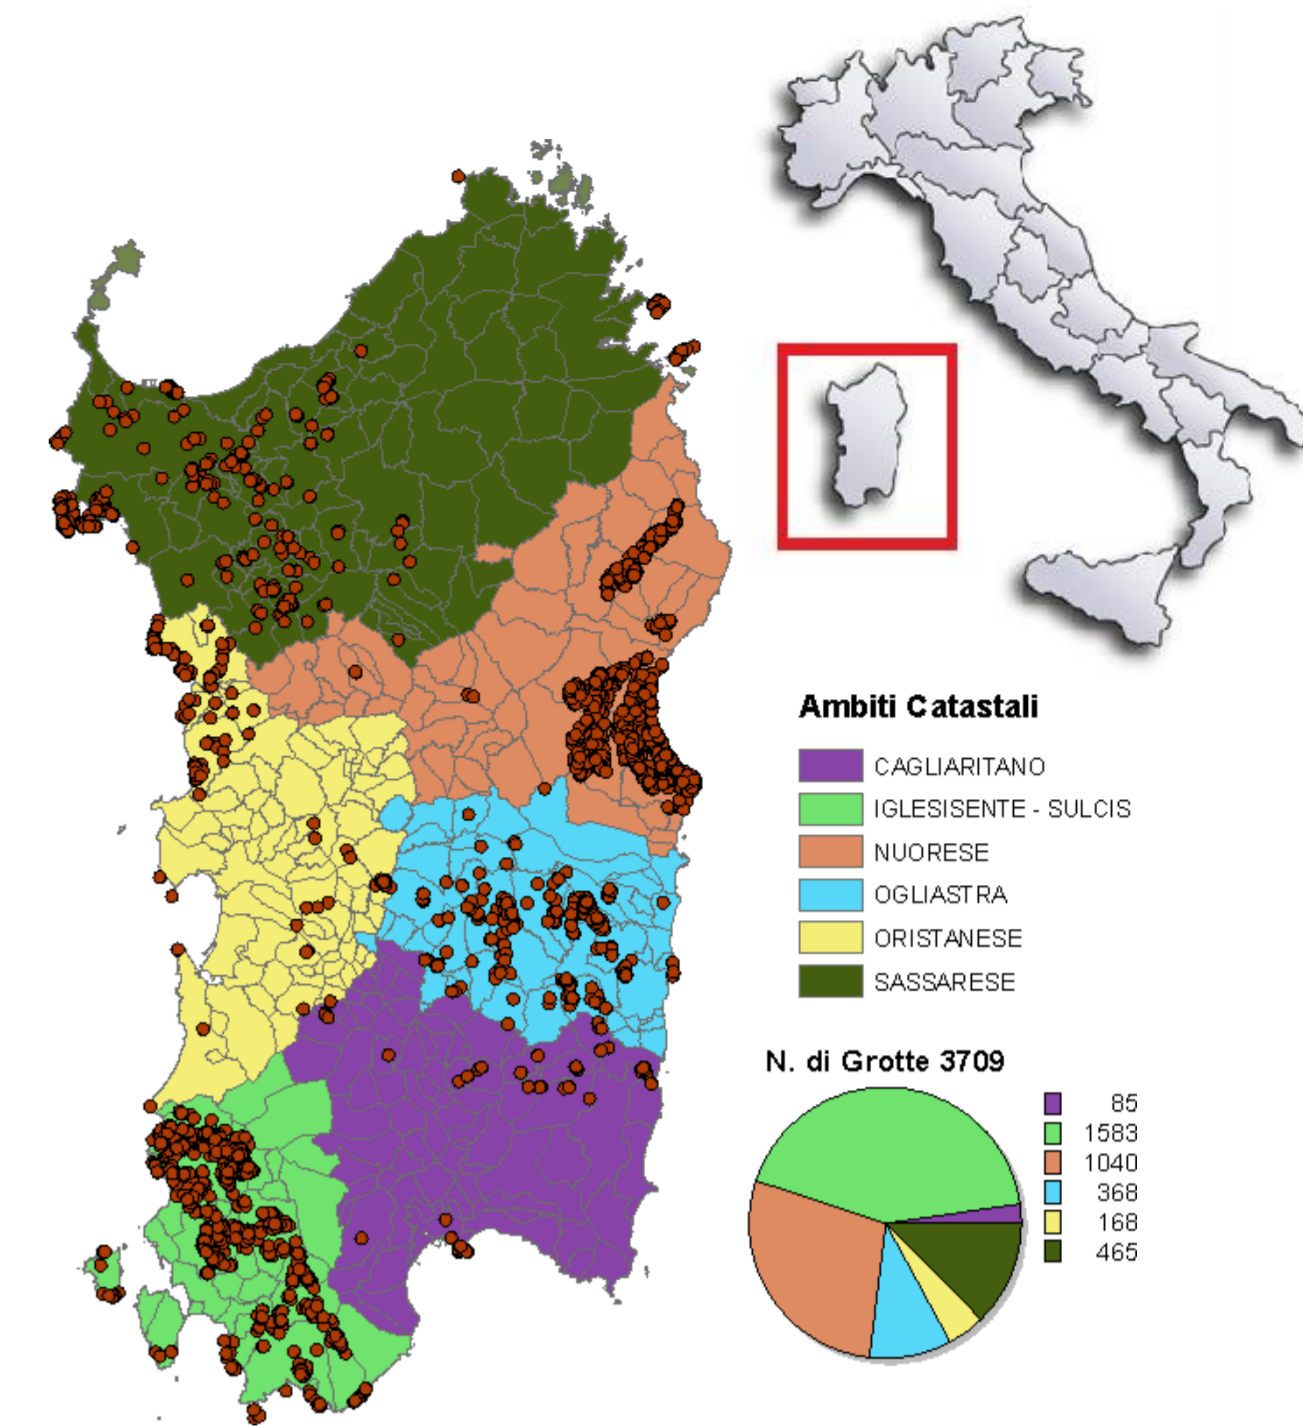 Ambiti Catastali
CAGLIARITANO
IGLESISENTE - SULCIS
NUORESE
OGLIASTRA
ORISTANESE
SASSARESE
N. di Grotte 3709
85
1583
1040
368
168
465